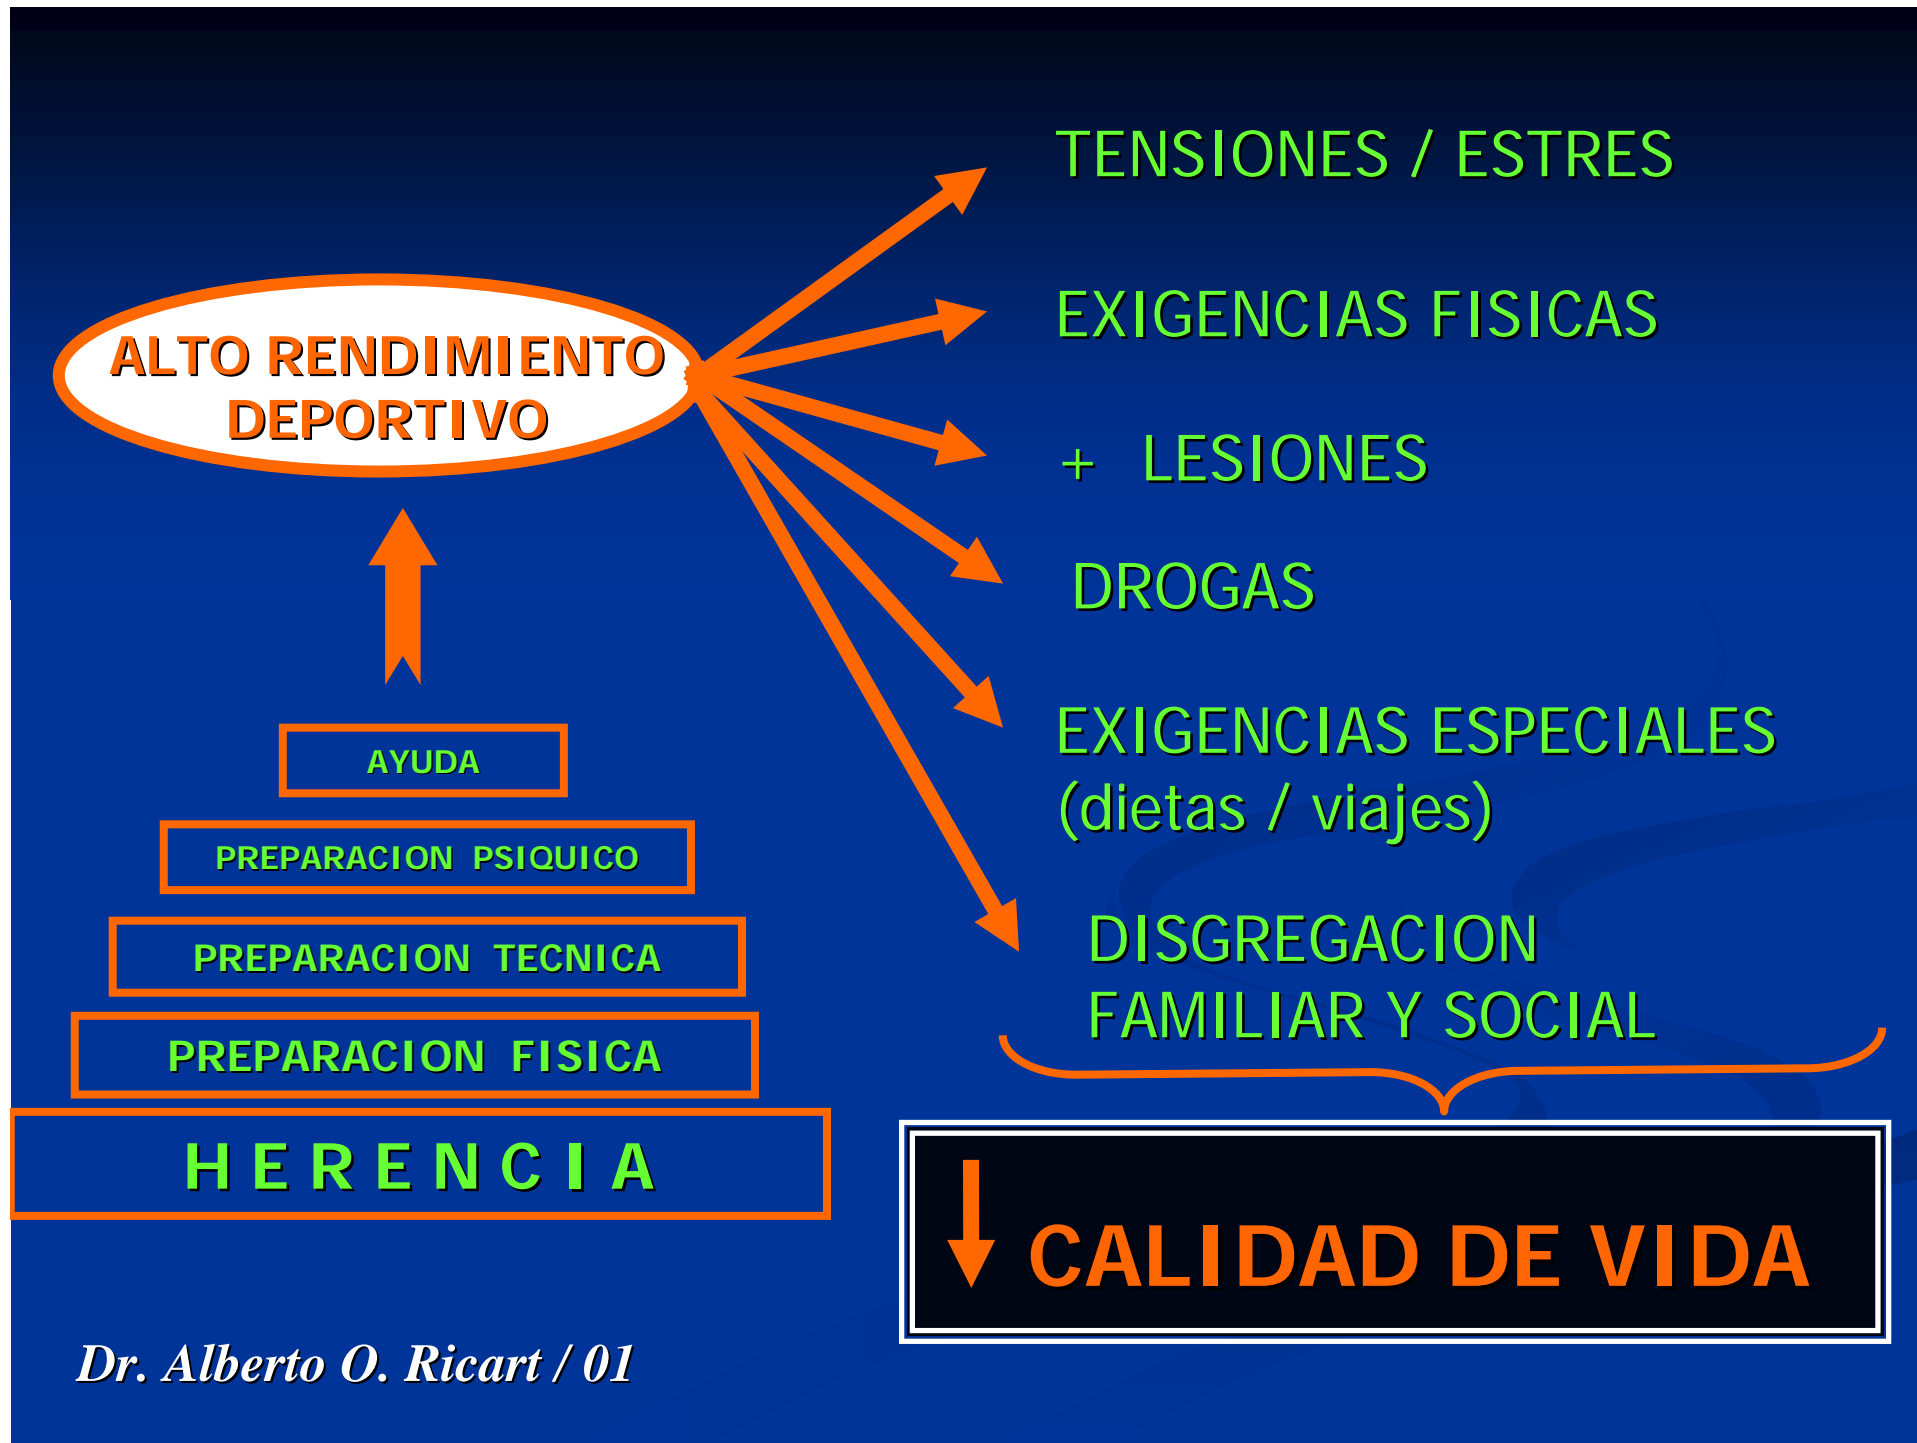 ALTO RENDIMIENTO
DEPORTIVO
AYUDA
PREPARACION PSIQUICO
PREPARACION TECNICA
PREPARACION FISICA
HERENCIA
TENSIONES / ESTRES
EXIGENCIAS FISICAS
+ LESIONES
DROGAS
EXIGENCIAS ESPECIALES
(dietas / viajes)
DISGREGACION
FAMILIAR Y SOCIAL
CALIDAD DE VIDA
Dr. Alberto O. Ricart / 01